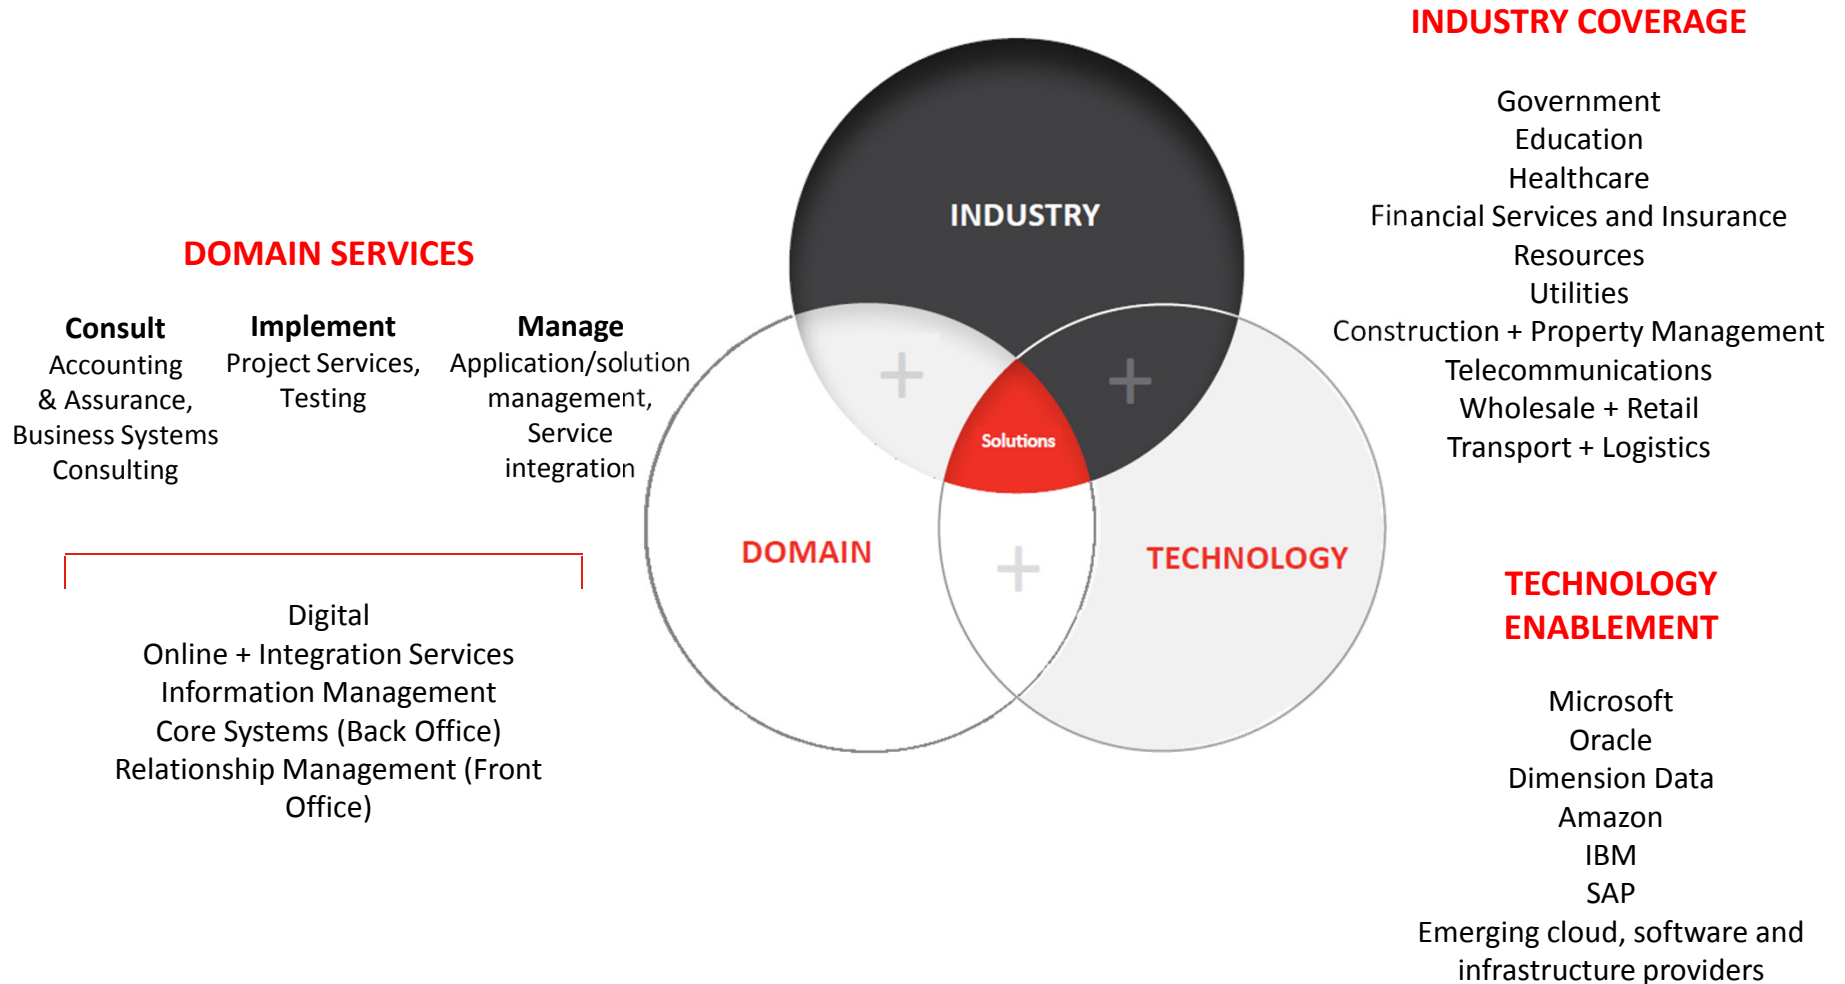 INDUSTRY COVERAGE
Government
Education
Healthcare
Financial Services and Insurance
Resources
Utilities
Construction + Property Management
Telecommunications
Wholesale + Retail
Transport + Logistics
INDUSTRY
DOMAIN SERVICES
Consult
Accounting
& Assurance,
Business Systems
Consulting
Implement
Project Services,
Testing
Manage
Application/solution
management,
Service
integration
+
+
Solutions
DOMAIN
+
TECHNOLOGY
Digital
Online + Integration Services
Information Management
Core Systems (Back Office)
Relationship Management (Front
Office)
TECHNOLOGY
ENABLEMENT
Microsoft
Oracle
Dimension Data
Amazon
IBM
SAP
Emerging cloud, software and
infrastructure providers